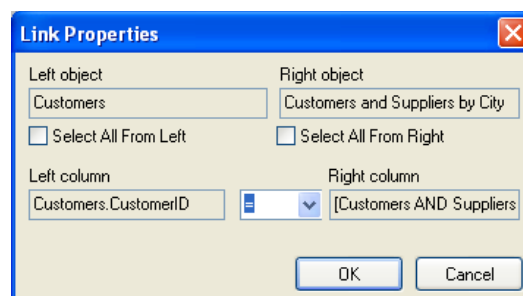 Link Properties
Left object Right object
Customers Customers and Suppliers by City
Select All From Left Select All From Right
Left column Right column
Customers.CustomerID = [Customers AND Suppliers
OK Cancel